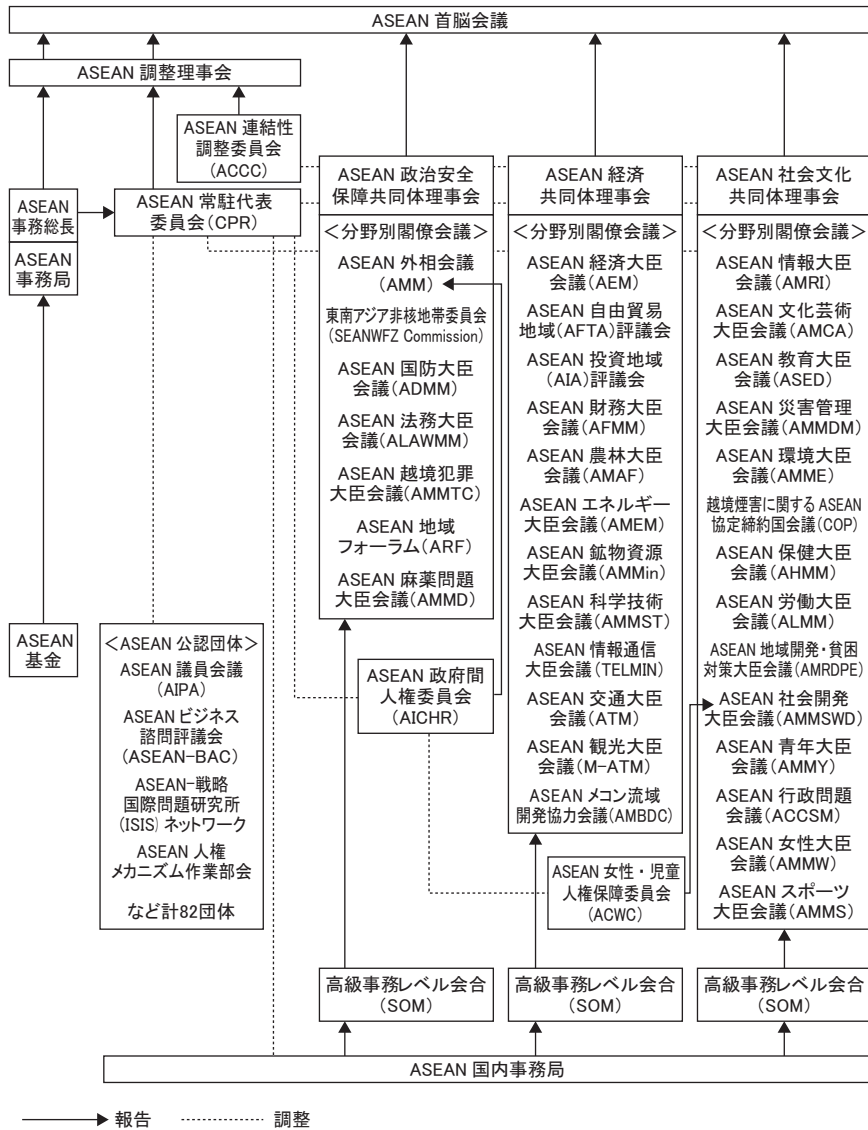 ASEAN 首脳会議
ASEAN 調整理事会
ASEAN 連結性
調整委員会
(ACCC)
ASEAN
事務総長
ASEAN
事務局
ASEAN 常駐代表
委員会(CPR)
ASEAN
基金
＜ASEAN 公認団体＞
ASEAN 議員会議
(AIPA)
ASEAN ビジネス
諮問評議会
(ASEAN-BAC)
ASEAN-戦略
国際問題研究所
(ISIS)ネットワーク
ASEAN 人権
メカニズム作業部会
など計82団体
ASEAN 政治安全
保障共同体理事会
＜分野別閣僚会議＞
ASEAN 外相会議
(AMM)
東南アジア非核地帯委員会
(SEANWFZ Commission)
ASEAN 国防大臣
会議(ADMM)
ASEAN 法務大臣
会議(ALAWMM)
ASEAN 越境犯罪
大臣会議(AMMTC)
ASEAN 地域
フォーラム(ARF)
ASEAN 麻薬問題
大臣会議(AMMD)
ASEAN 政府間
人権委員会
(AICHR)
ASEAN 経済
共同体理事会
＜分野別閣僚会議＞
ASEAN 経済大臣
会議(AEM)
ASEAN 自由貿易
地域(AFTA)評議会
ASEAN 投資地域
(AIA)評議会
ASEAN 財務大臣
会議(AFMM)
ASEAN 農林大臣
会議(AMAF)
ASEAN エネルギー
大臣会議(AMEM)
ASEAN 鉱物資源
大臣会議(AMMin)
ASEAN 科学技術
大臣会議(AMMST)
ASEAN 情報通信
大臣会議(TELMIN)
ASEAN 交通大臣
会議(ATM)
ASEAN 観光大臣
会議(M-ATM)
ASEAN メコン流域
開発協力会議(AMBDC)
ASEAN 女性・児童
人権保障委員会
(ACWC)
ASEAN 社会文化
共同体理事会
＜分野別閣僚会議＞
ASEAN 情報大臣
会議(AMRI)
ASEAN 文化芸術
大臣会議(AMCA)
ASEAN 教育大臣
会議(ASED)
ASEAN 災害管理
大臣会議(AMMDM)
ASEAN 環境大臣
会議(AMME)
越境煙害に関する ASEAN
協定締約国会議(COP)
ASEAN 保健大臣
会議(AHMM)
ASEAN 労働大臣
会議(ALMM)
ASEAN 地域開発・貧困
対策大臣会議(AMRDPE)
ASEAN 社会開発
大臣会議(AMMSWD)
ASEAN 青年大臣
会議(AMMY)
ASEAN 行政問題
会議(ACCSM)
ASEAN 女性大臣
会議(AMMW)
ASEAN スポーツ
大臣会議(AMMS)
高級事務レベル会合
(SOM)
高級事務レベル会合
(SOM)
高級事務レベル会合
(SOM)
ASEAN 国内事務局
報告 調整